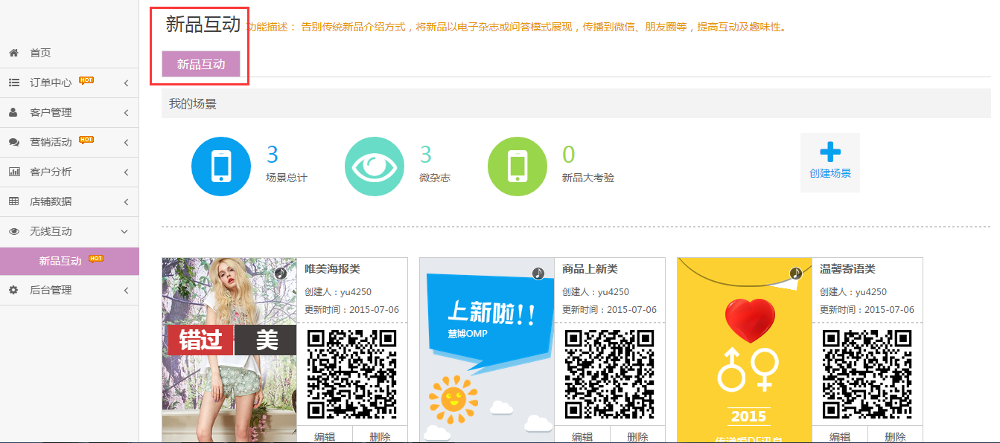 新品互动
功能描述： 告别传统新品介绍方式，将新品以电子杂志或问答模式展现，传播到微信、朋友圈等，提高互动及趣味性。
新品互动
首页
订单中心 HOT
客户管理
营销活动 HOT
客户分析
店铺数据
无线互动
新品互动 HOT
后台管理
我的场景
3
场景总计
3
微杂志
0
新品大考验
创建场景
错过 美
唯美海报类
创建人：yu4250
更新时间：2015-07-06
编辑 删除
上新啦!!
慧博OMP
商品上新类
创建人：yu4250
更新时间：2015-07-06
编辑 删除
2015
温馨寄语类
创建人：yu4250
更新时间：2015-07-06
编辑 删除